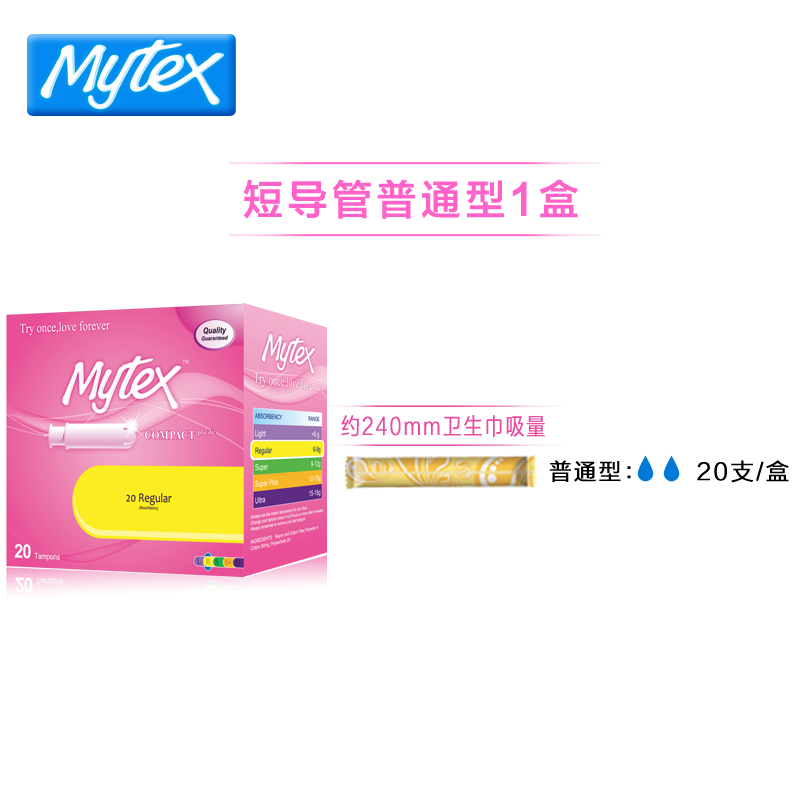 Mytex
短导管普通型1盒
Try once,love forever
Quality
Guaranteed
Mytex™
COMPACT plastic
20 Regular
Absorbency
20 Tampons
Mytex
Try once,love forever
ABSORBENCY RANGE
Light <6 g
Regular 6-9g
Super 9-12g
Super Plus 12-15g
Ultra 15-18g
约240mm卫生巾吸量
普通型: 20支/盒